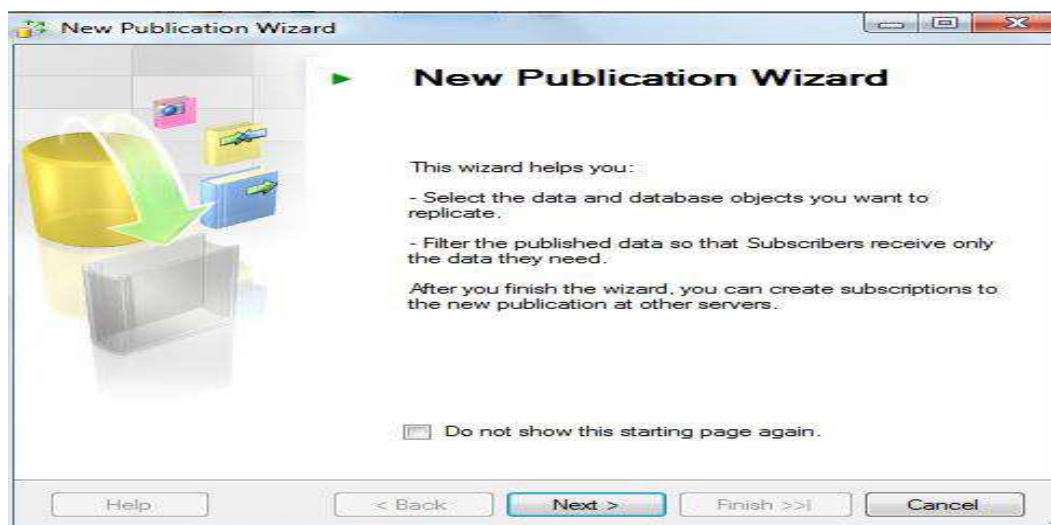 New Publication Wizard
New Publication Wizard
This wizard helps you:
- Select the data and database objects you want to
replicate.
- Filter the published data so that Subscribers receive only
the data they need.
After you finish the wizard, you can create subscriptions to
the new publication at other servers.
Do not show this starting page again.
Help
< Back
Next >
Finish >>|
Cancel